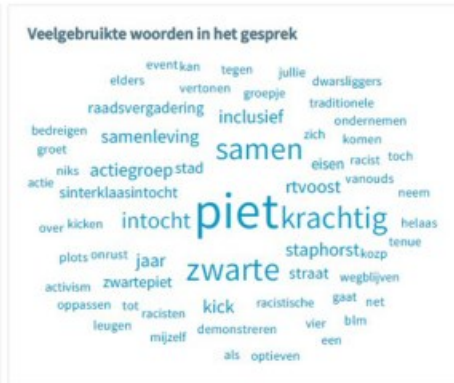 Veelgebruikte woorden in het gesprek
eventkan tegen jullie
elders vertonen groepje dwarsliggers
raadsvergadering inclusief traditionele
ondernemen
bedreigen samenleving zich komen
groet samen
niks actiegroep stad eisen racist toch
actie sinterklaasintocht rtvoost vanouds
neem
over kicken intocht piet krachtig helaas
staphorst kozp tenue
plots onrust jaar zwarte straat wegblijven
activism zwartepiet
oppassen tot kick racistische gaat net
racisten
leugen mijzelf demonstreren vier blm
een
als optieven